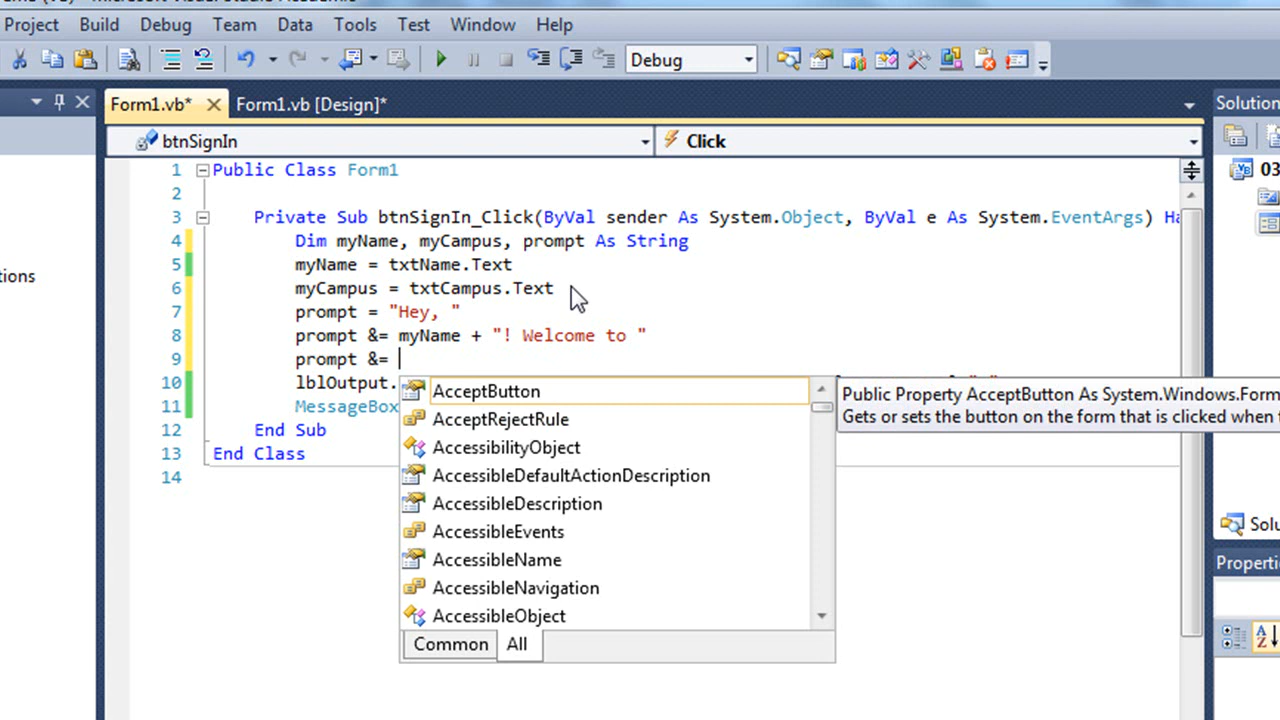 Project Build Debug Team Data Tools Test Window Help
Debug
Form1.vb* Form1.vb [Design]* Solution
btnSignIn Click
03
1 Public Class Form1
2
3 Private Sub btnSignIn_Click(ByVal sender As System.Object, ByVal e As System.EventArgs) Ha
4 Dim myName, myCampus, prompt As String
5 myName = txtName.Text
tions
6 myCampus = txtCampus.Text
7 prompt = "Hey, "
8 prompt &= myName + "! Welcome to "
9 prompt &=
10 lblOutput.
11 MessageBox
12 End Sub
13 End Class
14
AcceptButton
AcceptRejectRule
AccessibilityObject
AccessibleDefaultActionDescription
AccessibleDescription
AccessibleEvents
AccessibleName
AccessibleNavigation
AccessibleObject
Common All
Public Property AcceptButton As System.Windows.Form
Gets or sets the button on the form that is clicked when
Solu
Properti